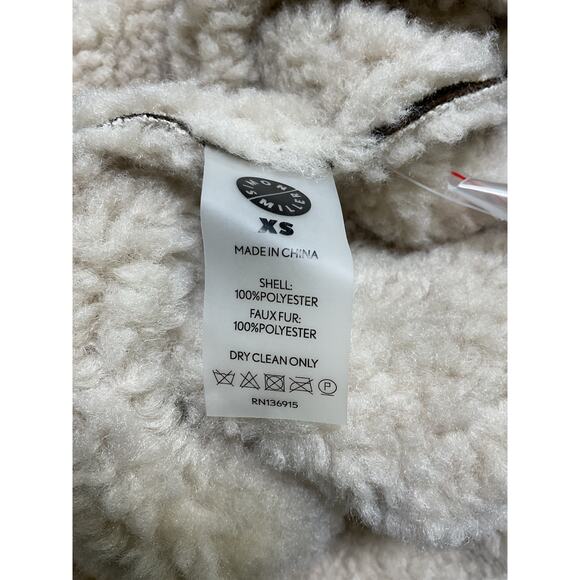 SIMON
MILLER
XS
MADE IN CHINA
SHELL:
100%POLYESTER
FAUX FUR:
100%POLYESTER
DRY CLEAN ONLY
P
RN136915